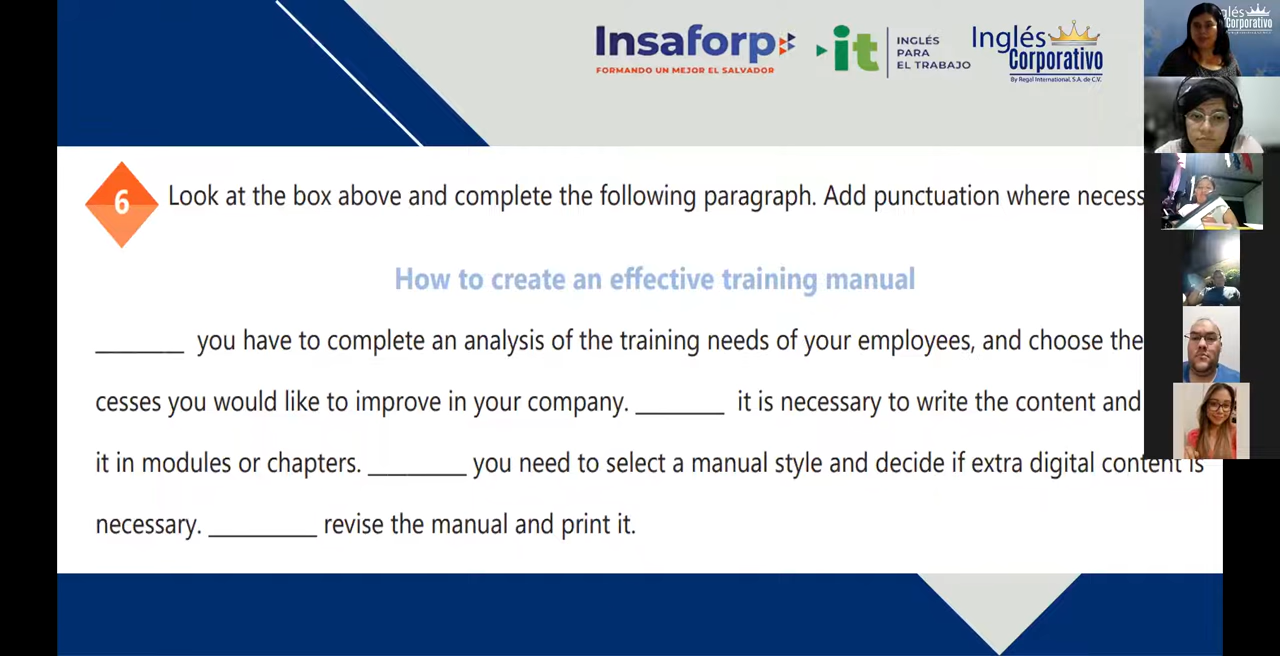 Insaforp
FORMANDO UN MEJOR EL SALVADOR
it
INGLÉS
PARA
EL TRABAJO
Inglés
Corporativo
By Regal International, S.A. de C.V.
glés
Corporativo
6
Look at the box above and complete the following paragraph. Add punctuation where necess
How to create an effective training manual
________ you have to complete an analysis of the training needs of your employees, and choose the
cesses you would like to improve in your company. ________ it is necessary to write the content and
it in modules or chapters. _________ you need to select a manual style and decide if extra digital content is
necessary. __________ revise the manual and print it.